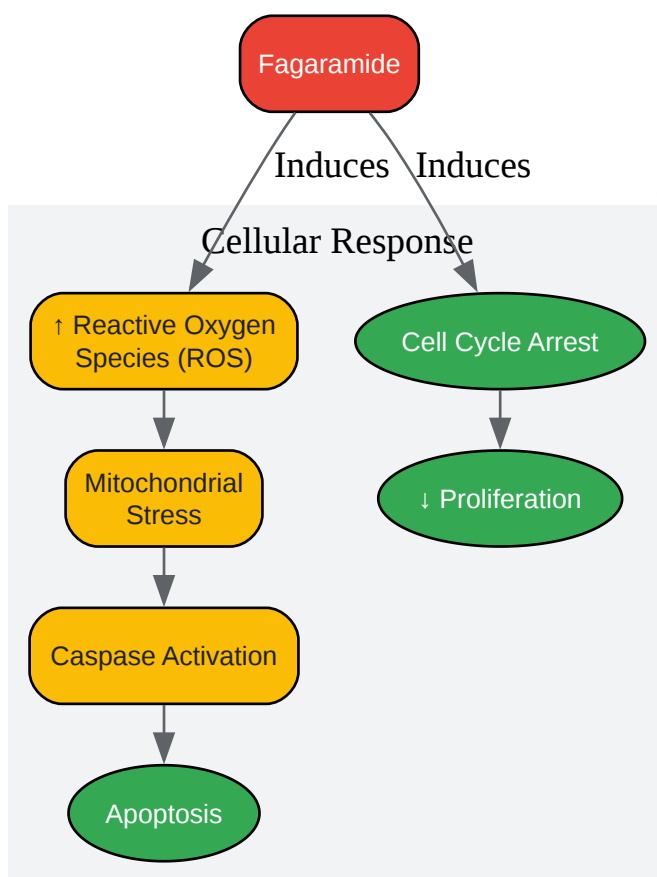 Fagaramide
Induces
Induces
Cellular Response
↑ Reactive Oxygen
Species (ROS)
Cell Cycle Arrest
Mitochondrial
Stress
↓ Proliferation
Caspase Activation
Apoptosis